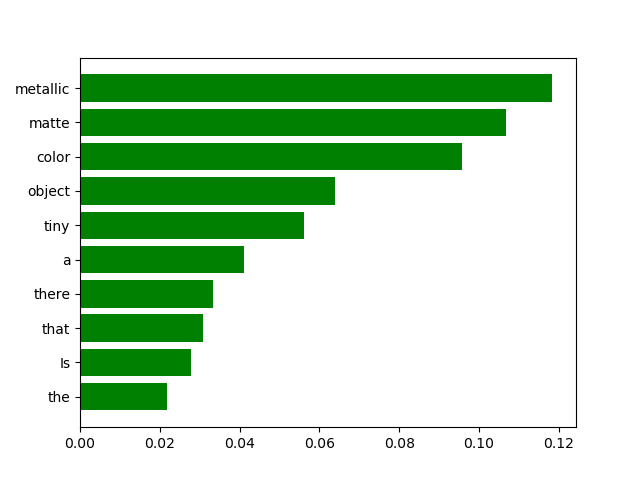 metallic
matte
color
object
tiny
a
there
that
Is
the
0.00 0.02 0.04 0.06 0.08 0.10 0.12